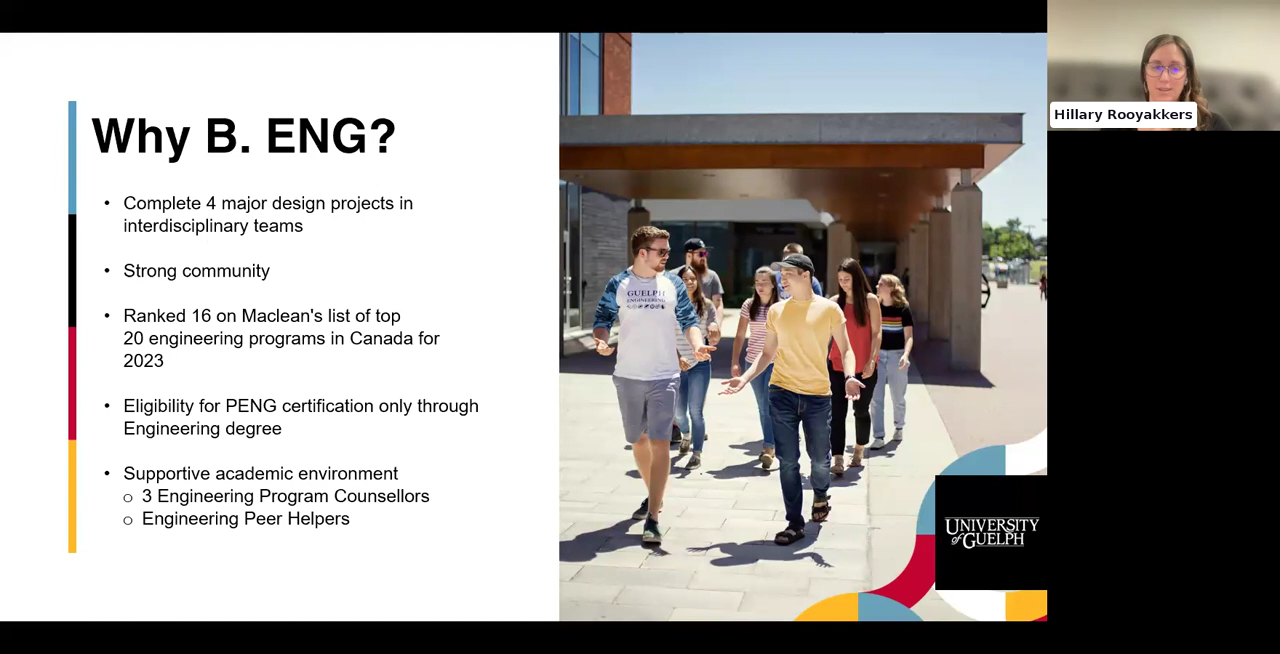 Why B. ENG?
• Complete 4 major design projects in
interdisciplinary teams
• Strong community
• Ranked 16 on Maclean's list of top
20 engineering programs in Canada for
2023
• Eligibility for PENG certification only through
Engineering degree
• Supportive academic environment
o 3 Engineering Program Counsellors
o Engineering Peer Helpers
GUELPH
ENGINEERING
UNIVERSITY
of GUELPH
Hillary Rooyakkers